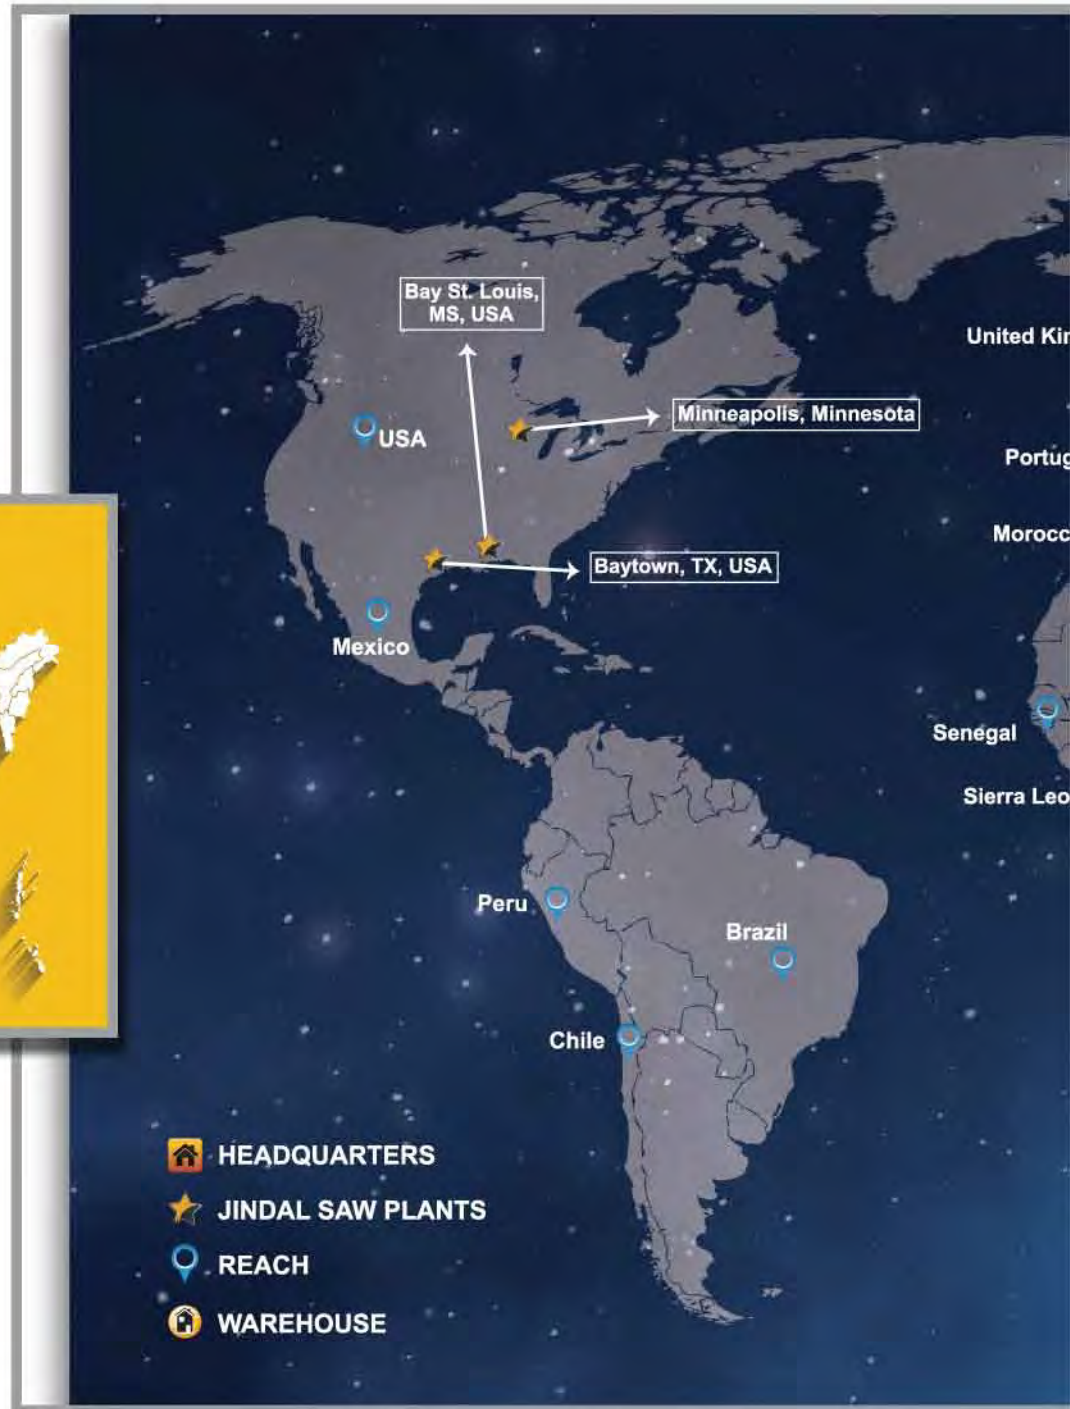 Bay St. Louis,
MS, USA
United Kin
Minneapolis, Minnesota
USA
Portug
Morocc
Baytown, TX, USA
Mexico
Senegal
Sierra Leo
Peru
Brazil
Chile
HEADQUARTERS
JINDAL SAW PLANTS
REACH
WAREHOUSE